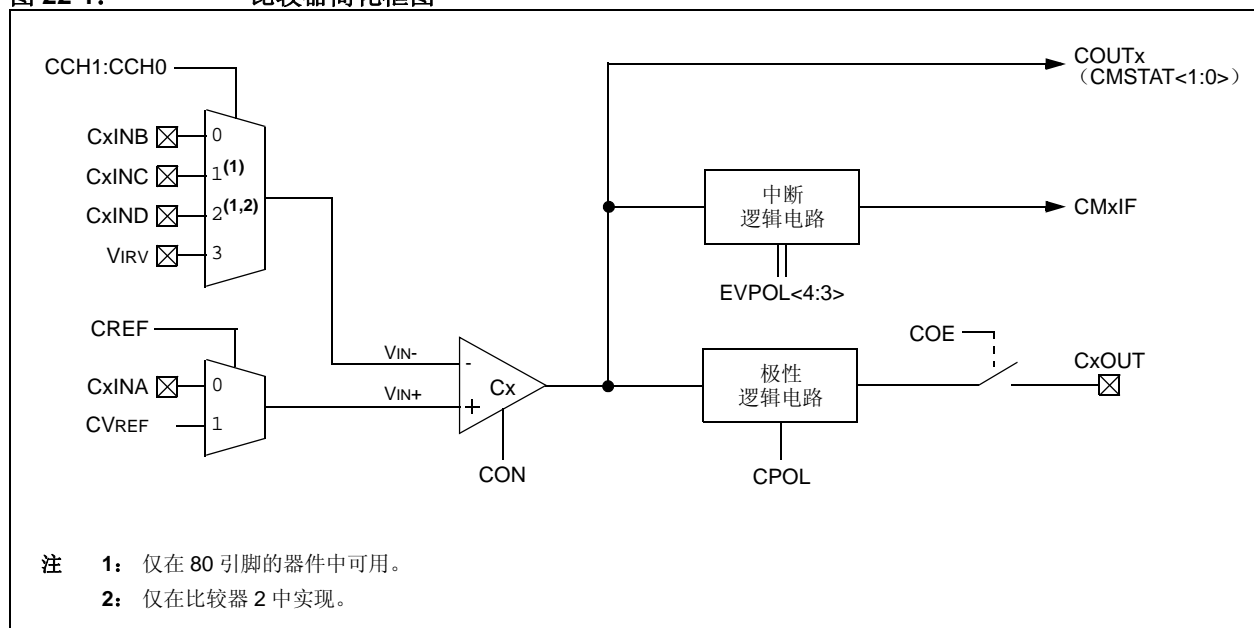 CCH1:CCH0
CxINB 0
CxINC 1(1)
CxIND 2(1,2)
VIRV 3
COUTx
（CMSTAT<1:0>）
中断
逻辑电路
CMxIF
EVPOL<4:3>
CREF
CxINA 0
CVREF 1
VIN- -
VIN+ +
Cx
CON
极性
逻辑电路
CPOL
COE
CxOUT
注 1： 仅在 80 引脚的器件中可用。
2： 仅在比较器 2 中实现。